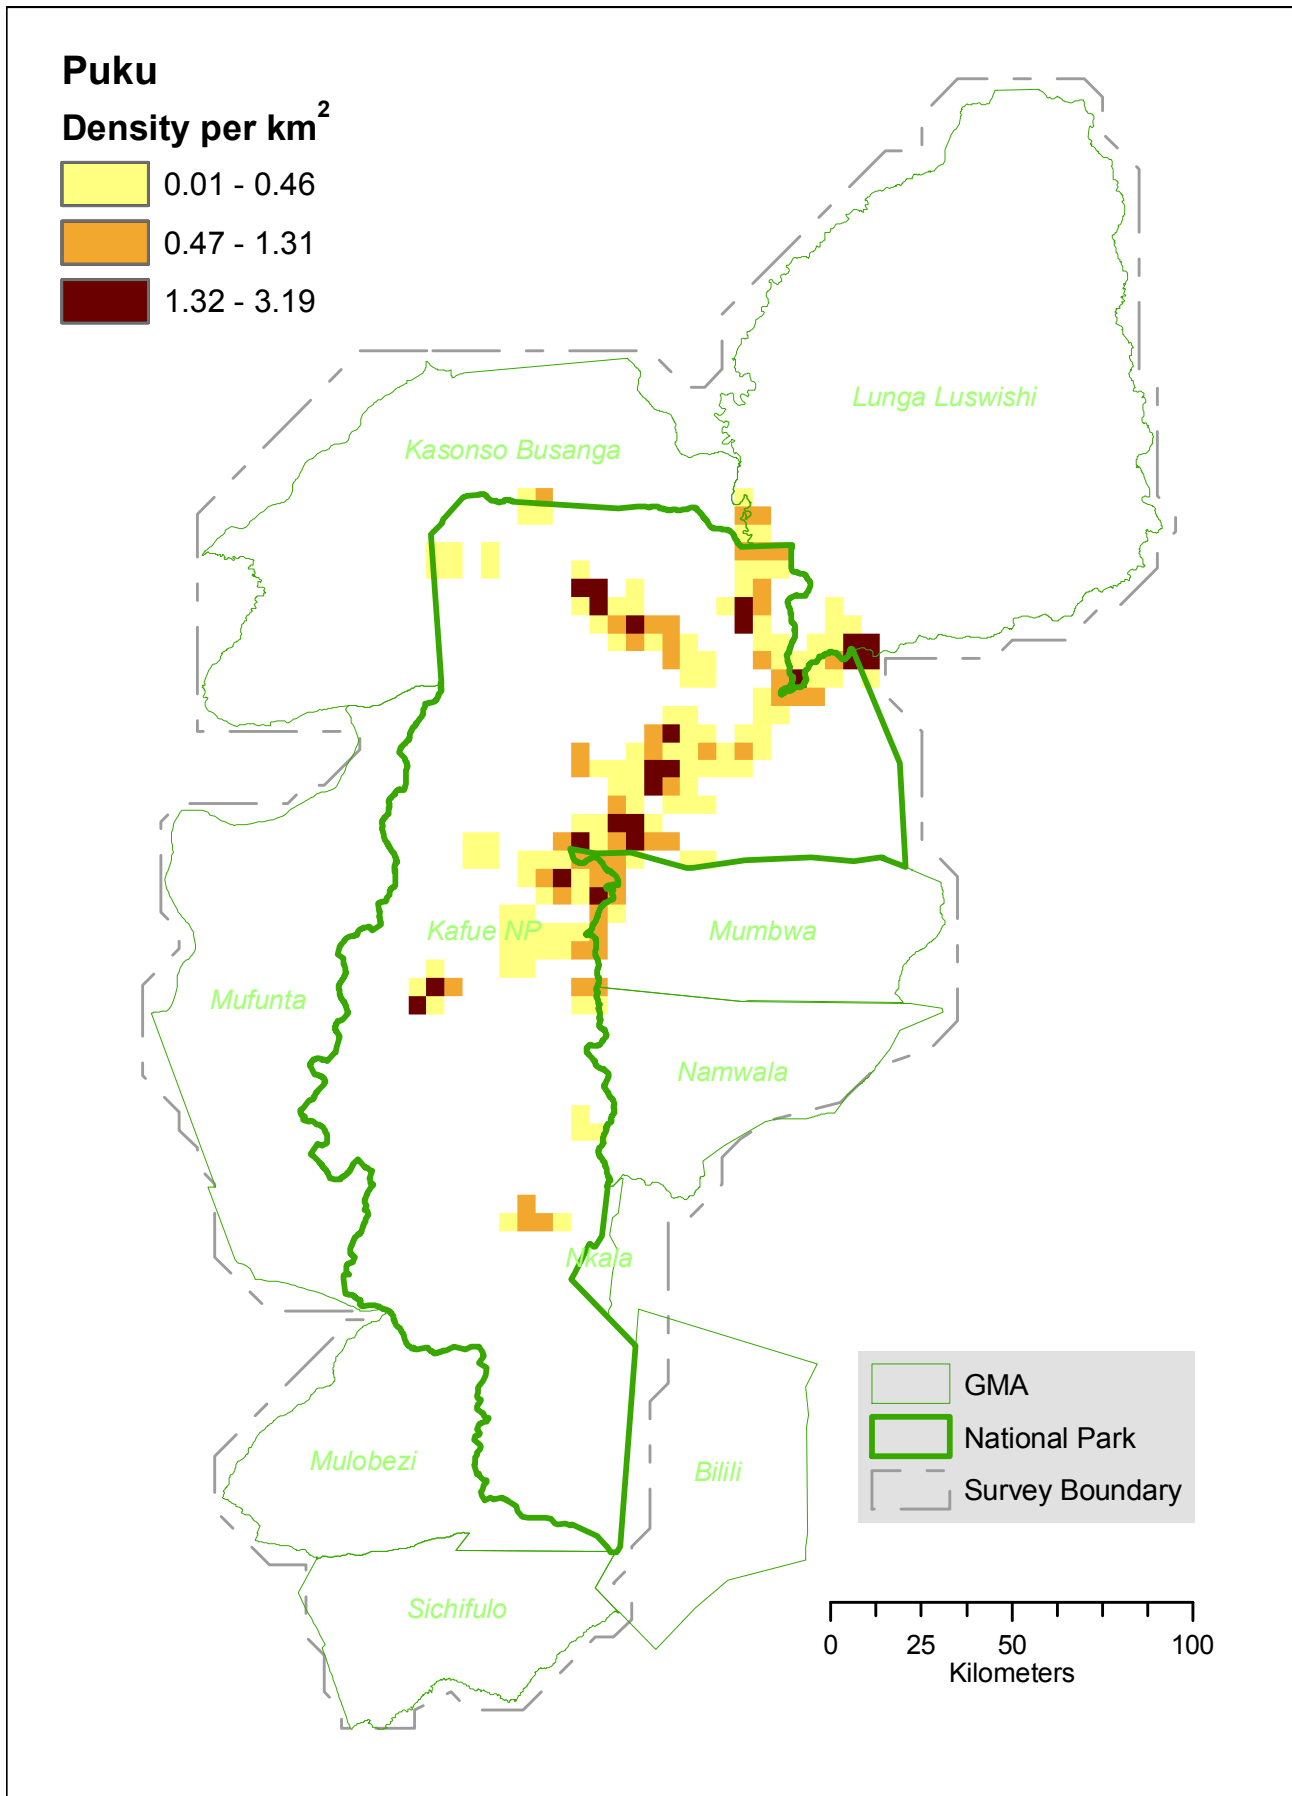 Puku
Density per km²
0.01 - 0.46
0.47 - 1.31
1.32 - 3.19
Lunga Luswishi
Kasonso Busanga
Kafue NP
Mumbwa
Mufunta
Namwala
Nkala
Mulobezi
Bilili
Sichifulo
GMA
National Park
Survey Boundary
0 25 50 100
Kilometers